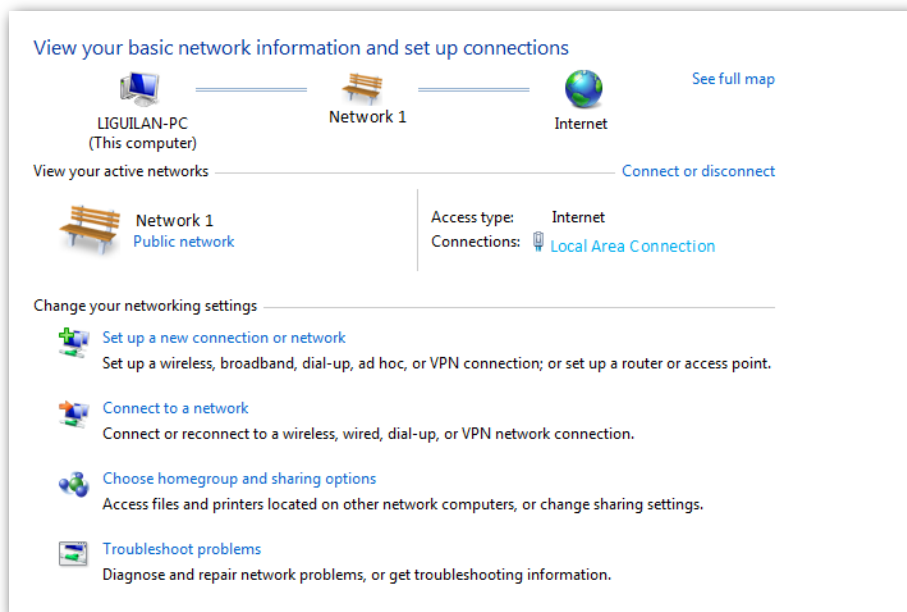 View your basic network information and set up connections
See full map
LIGUILAN-PC
(This computer)
Network 1
Internet
View your active networks
Connect or disconnect
Network 1
Public network
Access type: Internet
Connections: Local Area Connection
Change your networking settings
Set up a new connection or network
Set up a wireless, broadband, dial-up, ad hoc, or VPN connection; or set up a router or access point.
Connect to a network
Connect or reconnect to a wireless, wired, dial-up, or VPN network connection.
Choose homegroup and sharing options
Access files and printers located on other network computers, or change sharing settings.
Troubleshoot problems
Diagnose and repair network problems, or get troubleshooting information.